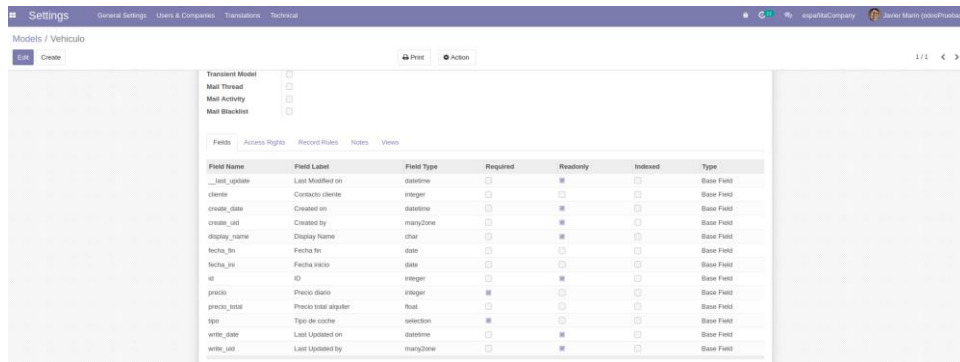 Settings General Settings Users & Companies Translations Technical españitaCompany Javier Marín (odooPruebas
Models / Vehiculo
Edit Create Print Action 1 / 1
Transient Model
Mail Thread
Mail Activity
Mail Blacklist
Fields Access Rights Record Rules Notes Views
Field Name Field Label Field Type Required Readonly Indexed Type
__last_update Last Modified on datetime Base Field
cliente Contacto cliente integer Base Field
create_date Created on datetime Base Field
create_uid Created by many2one Base Field
display_name Display Name char Base Field
fecha_fin Fecha fin date Base Field
fecha_ini Fecha inicio date Base Field
id ID integer Base Field
precio Precio diario integer Base Field
precio_total Precio total alquiler float Base Field
tipo Tipo de coche selection Base Field
write_date Last Updated on datetime Base Field
write_uid Last Updated by many2one Base Field